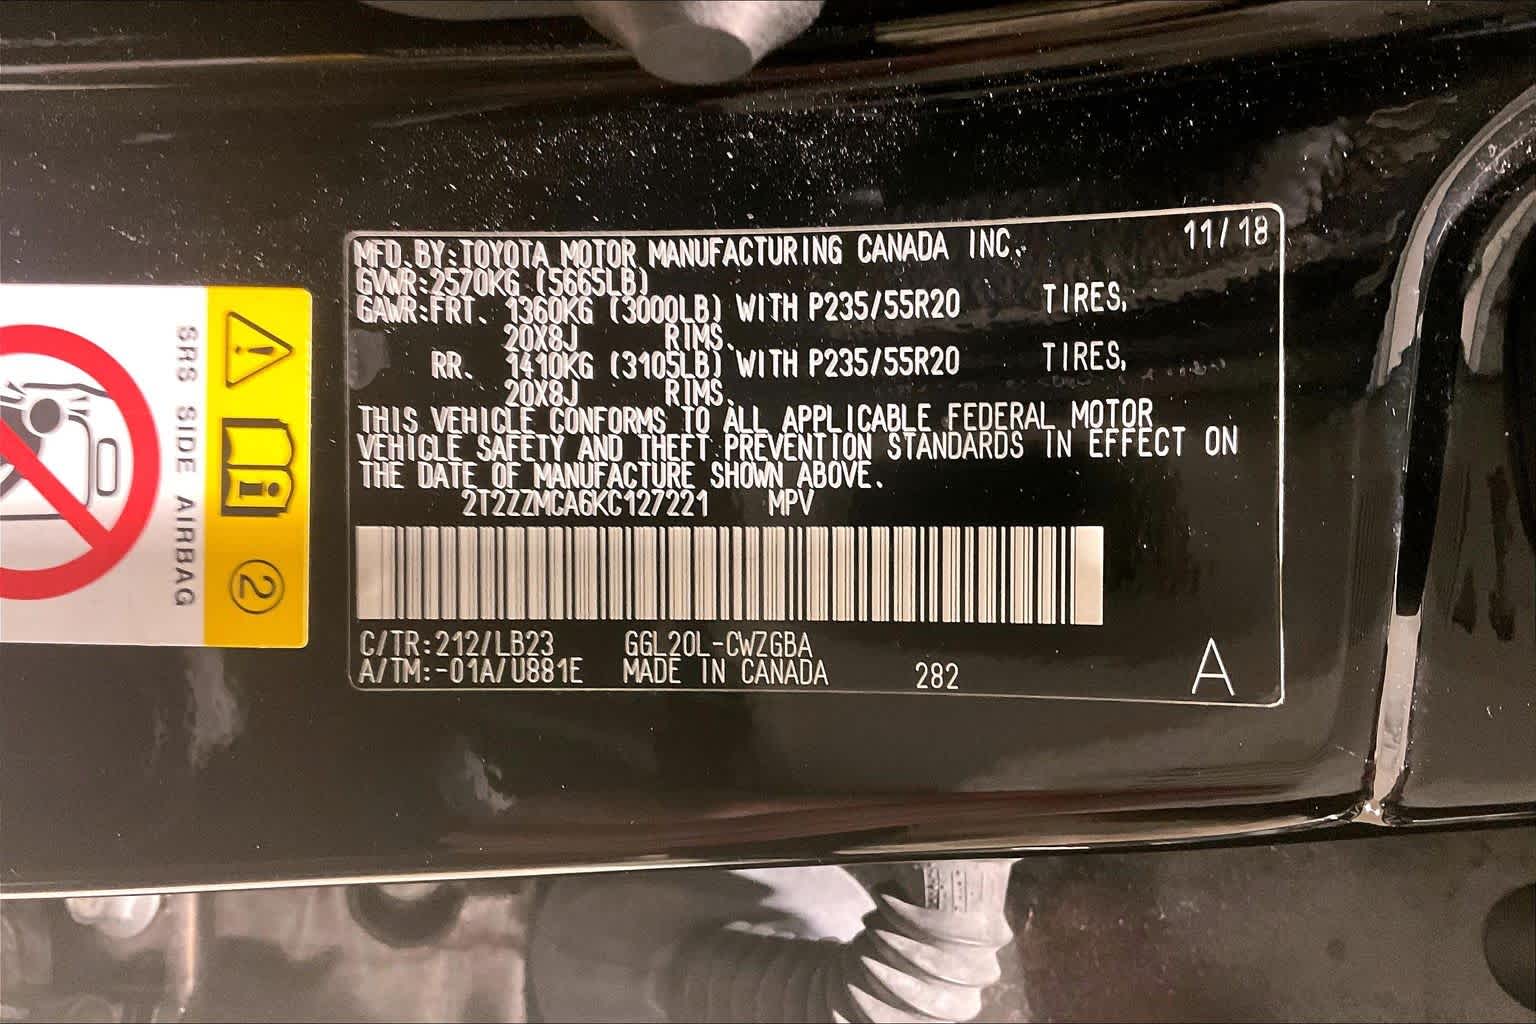 MFD. BY: TOYOTA MOTOR MANUFACTURING CANADA INC. 11/18
GVWR: 2570KG (5665LB)
GAWR: FRT. 1360KG (3000LB) WITH P235/55R20 TIRES,
20X8J RIMS.
RR. 1410KG (3105LB) WITH P235/55R20 TIRES,
20X8J RIMS.
THIS VEHICLE CONFORMS TO ALL APPLICABLE FEDERAL MOTOR
VEHICLE SAFETY AND THEFT PREVENTION STANDARDS IN EFFECT ON
THE DATE OF MANUFACTURE SHOWN ABOVE.
2T2ZZMCA6KC127221 MPV
C/TR: 212/LB23 GGL20L-CWZGBA
A/TM: -01A/U881E MADE IN CANADA 282 A
SRS SIDE AIRBAG
2